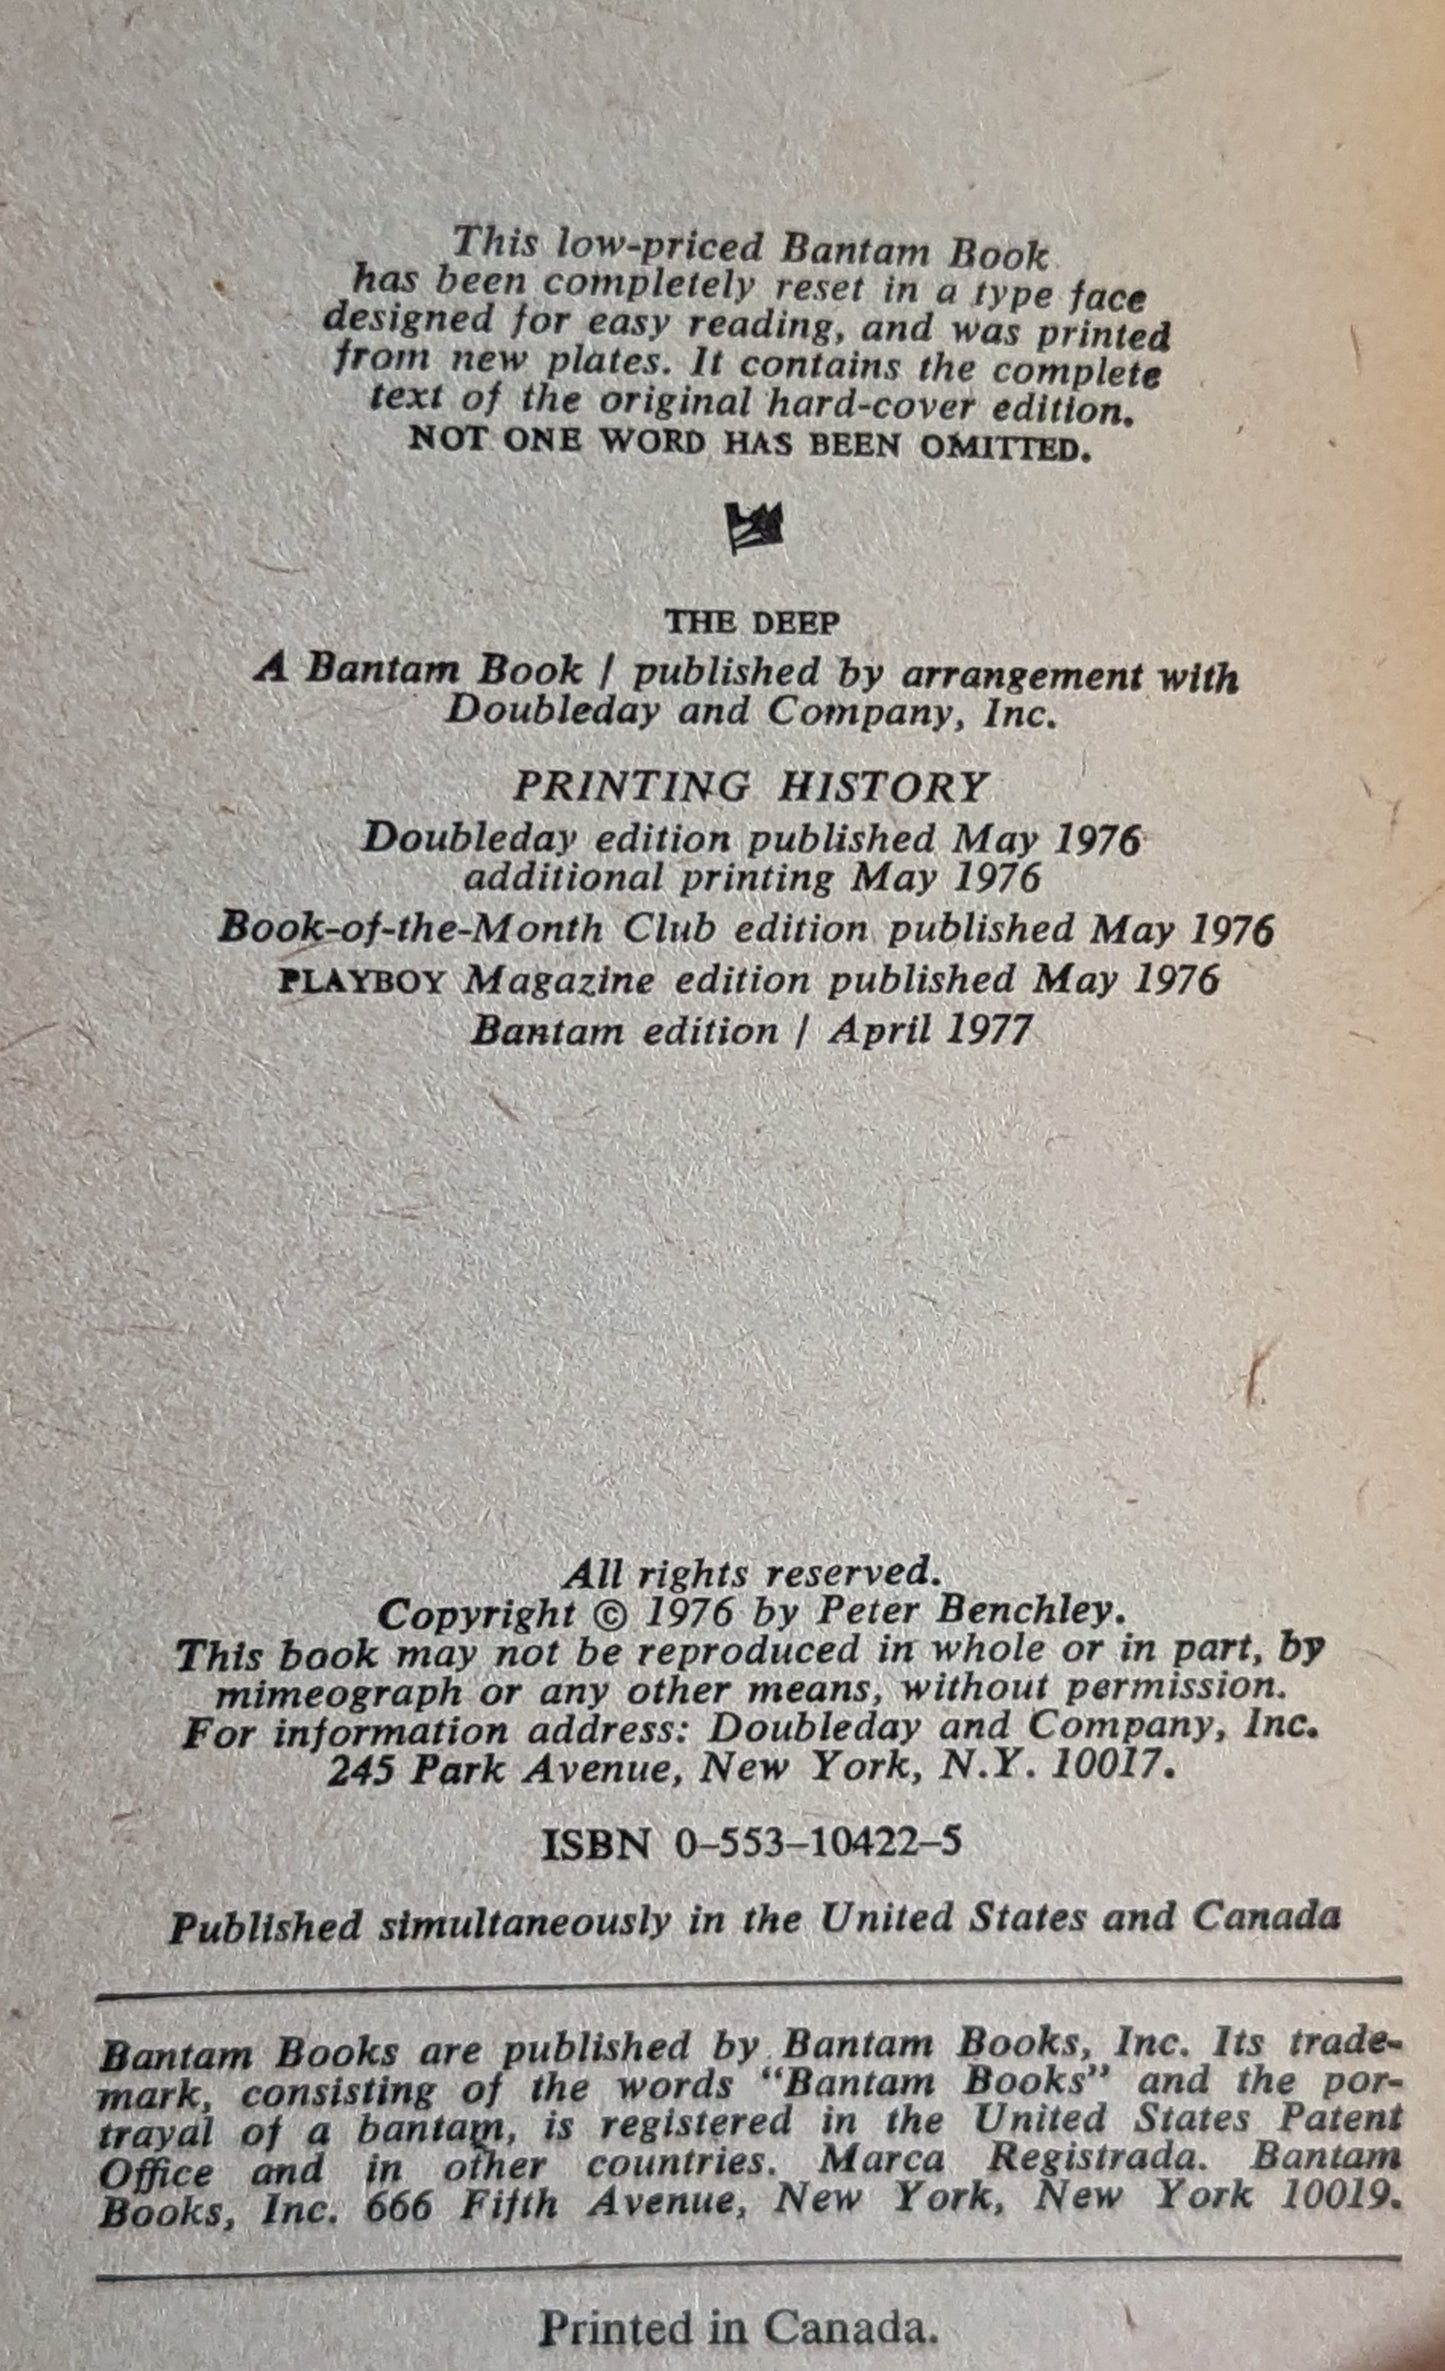 This low-priced Bantam Book
has been completely reset in a type face
designed for easy reading, and was printed
from new plates. It contains the complete
text of the original hard-cover edition.
NOT ONE WORD HAS BEEN OMITTED.
THE DEEP
A Bantam Book / published by arrangement with
Doubleday and Company, Inc.
PRINTING HISTORY
Doubleday edition published May 1976
additional printing May 1976
Book-of-the-Month Club edition published May 1976
PLAYBOY Magazine edition published May 1976
Bantam edition / April 1977
All rights reserved.
Copyright © 1976 by Peter Benchley.
This book may not be reproduced in whole or in part, by
mimeograph or any other means, without permission.
For information address: Doubleday and Company, Inc.
245 Park Avenue, New York, N.Y. 10017.
ISBN 0–553–10422–5
Published simultaneously in the United States and Canada
Bantam Books are published by Bantam Books, Inc. Its trade-
mark, consisting of the words “Bantam Books” and the por-
trayal of a bantam, is registered in the United States Patent
Office and in other countries. Marca Registrada. Bantam
Books, Inc. 666 Fifth Avenue, New York, New York 10019.
Printed in Canada.